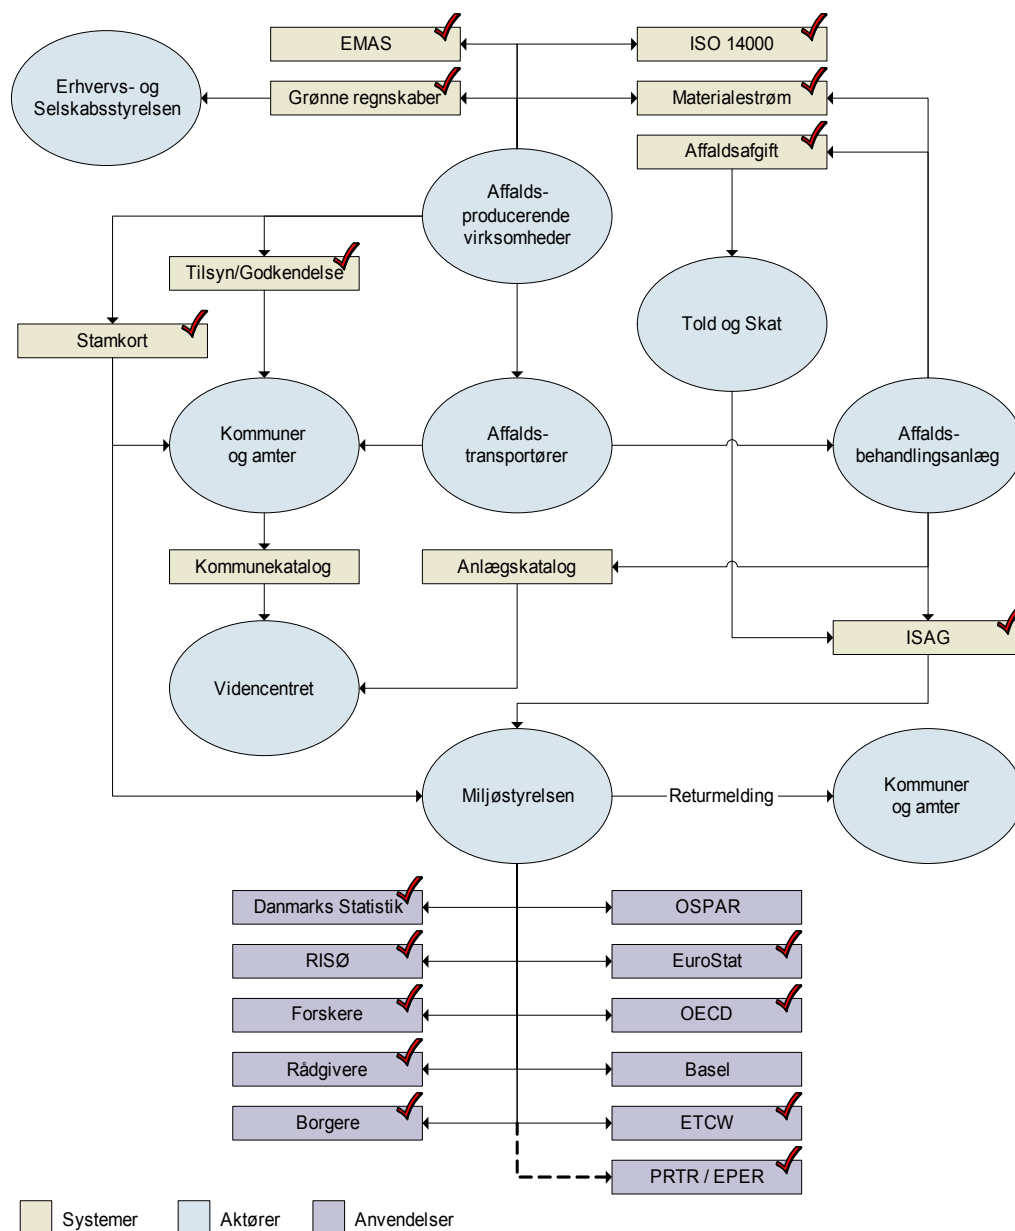 EMAS
ISO 14000
Erhvervs- og
Selskabsstyrelsen
Grønne regnskaber
Materialestrøm
Affaldsafgift
Affalds-
producerende
virksomheder
Tilsyn/Godkendelse
Stamkort
Told og Skat
Kommuner
og amter
Affalds-
transportører
Affalds-
behandlingsanlæg
Kommunekatalog
Anlægskatalog
ISAG
Videncentret
Miljøstyrelsen
Returmelding
Kommuner
og amter
Danmarks Statistik
OSPAR
RISØ
EuroStat
Forskere
OECD
Rådgivere
Basel
Borgere
ETCW
PRTR / EPER
Systemer
Aktører
Anvendelser